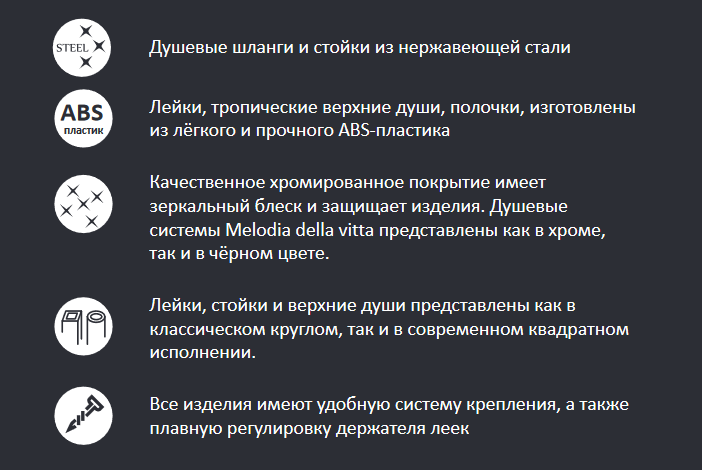 STEEL
Душевые шланги и стойки из нержавеющей стали
ABS
пластик
Лейки, тропические верхние души, полочки, изготовлены
из лёгкого и прочного ABS-пластика
Качественное хромированное покрытие имеет
зеркальный блеск и защищает изделия. Душевые
системы Melodia della vitta представлены как в хроме,
так и в чёрном цвете.
Лейки, стойки и верхние души представлены как в
классическом круглом, так и в современном квадратном
исполнении.
Все изделия имеют удобную систему крепления, а также
плавную регулировку держателя леек